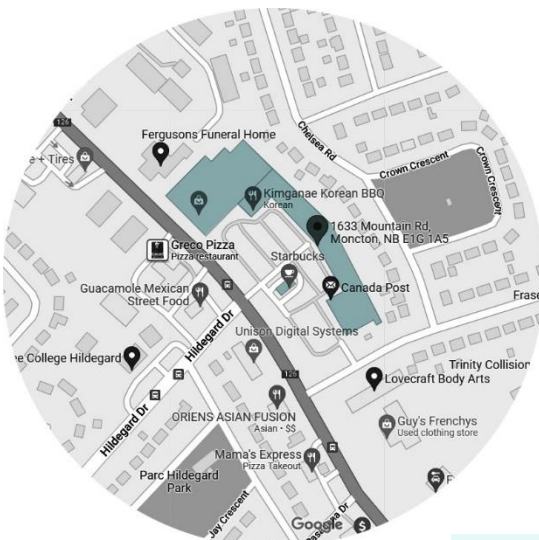 126
Fergusons Funeral Home
e + Tires
Chelsea Rd
Crown Crescent
Crown Crescent
Kimganae Korean BBQ
Korean
1633 Mountain Rd,
Moncton, NB E1G 1A5
Greco Pizza
Pizza restaurant
Starbucks
Canada Post
Guacamole Mexican
Street Food
Hildegard Dr
Unison Digital Systems
Frase
e College Hildegard
126
Trinity Collision
Lovecraft Body Arts
Hildegard Dr
ORIENS ASIAN FUSION
Asian • $$
Guy's Frenchys
Used clothing store
Mama's Express
Pizza Takeout
Parc Hildegard
Park
Jay Crescent
F
Google